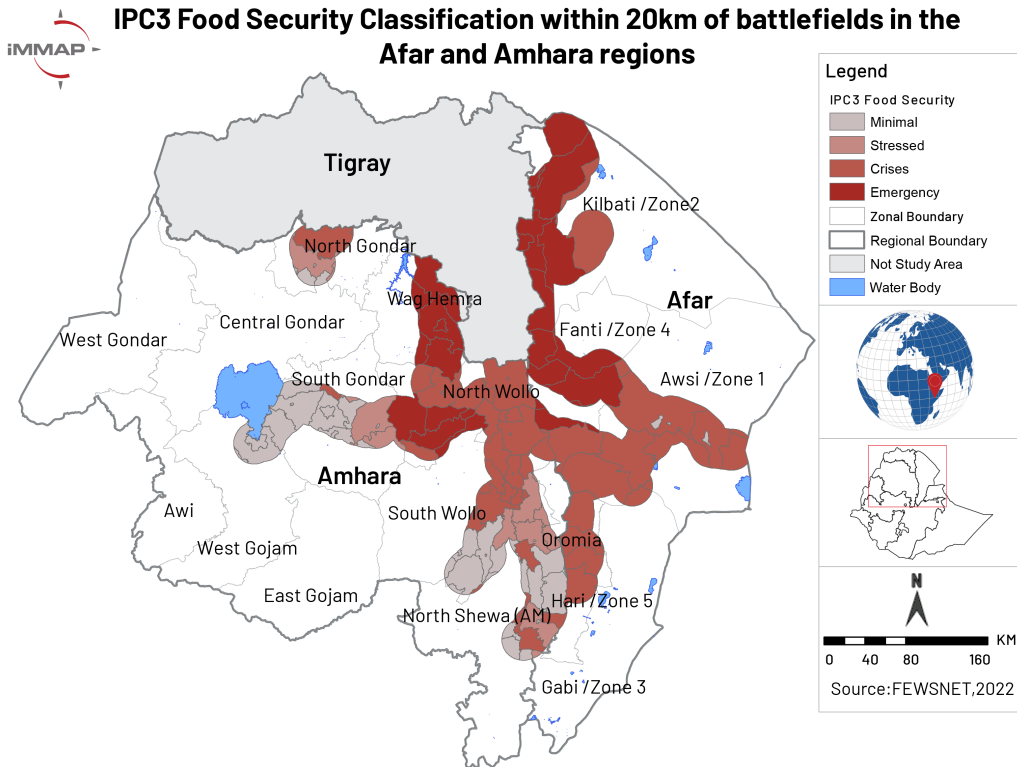 IPC3 Food Security Classification within 20km of battlefields in the
Afar and Amhara regions
iMMAP
Legend
IPC3 Food Security
Minimal
Stressed
Crises
Emergency
Zonal Boundary
Regional Boundary
Not Study Area
Water Body
Tigray
Kilbati /Zone2
North Gondar
Wag Hemra
Afar
Central Gondar
Fanti /Zone 4
West Gondar
South Gondar
North Wollo
Awsi /Zone 1
Amhara
Awi
South Wollo
West Gojam
Oromia
East Gojam
Hari /Zone 5
North Shewa (AM)
Gabi /Zone 3
N
KM
0 40 80 160
Source:FEWSNET,2022